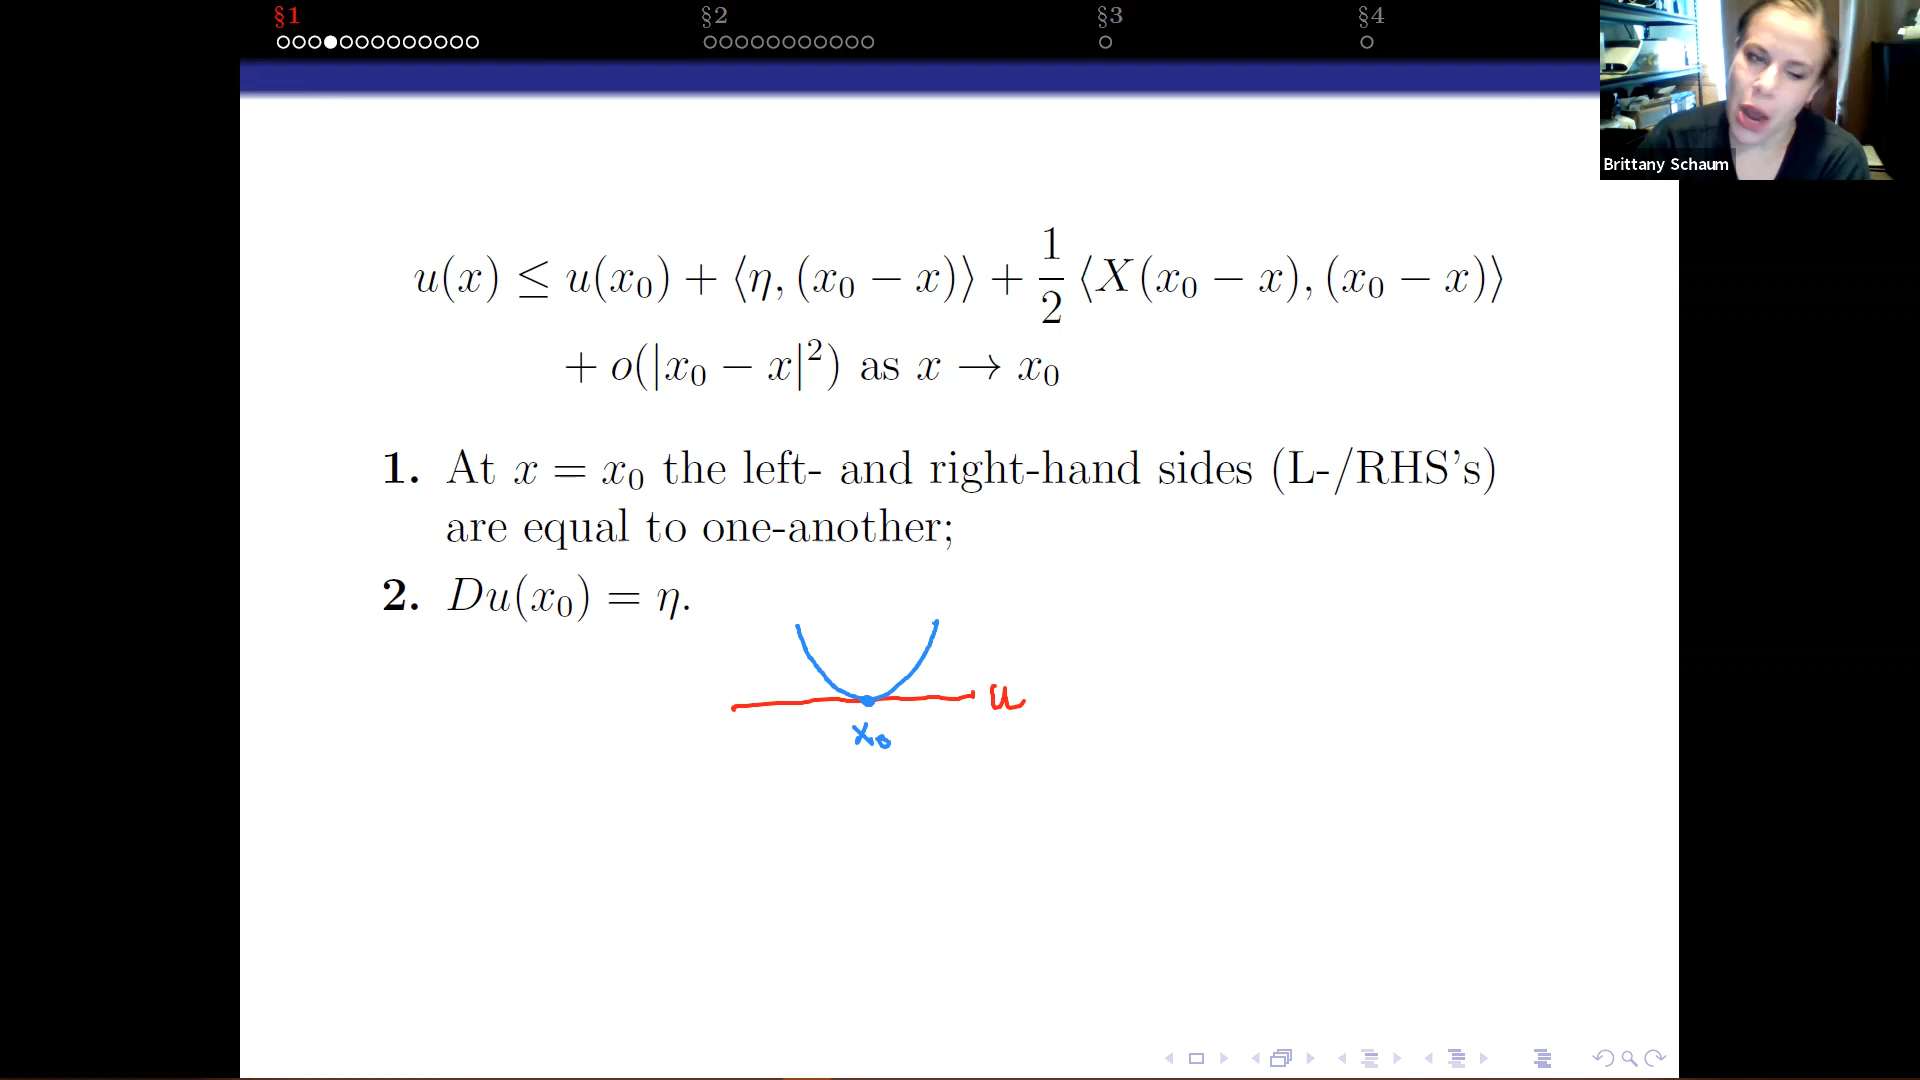 §1 §2 §3 §4
Brittany Schaum
u(x) ≤ u(x₀) + ⟨η, (x₀ − x)⟩ + 1/2 ⟨X(x₀ − x), (x₀ − x)⟩
+ o(|x₀ − x|²) as x → x₀
1. At x = x₀ the left- and right-hand sides (L-/RHS's)
are equal to one-another;
2. Du(x₀) = η.
u
x₀